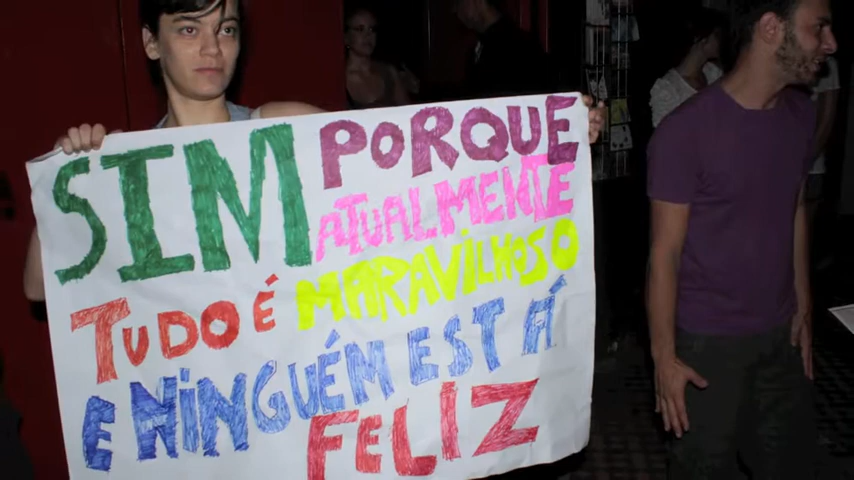 SIM PORQUE
ATUALMENTE
TUDO É MARAVILHOSO
E NINGUÉM ESTÁ
FELIZ